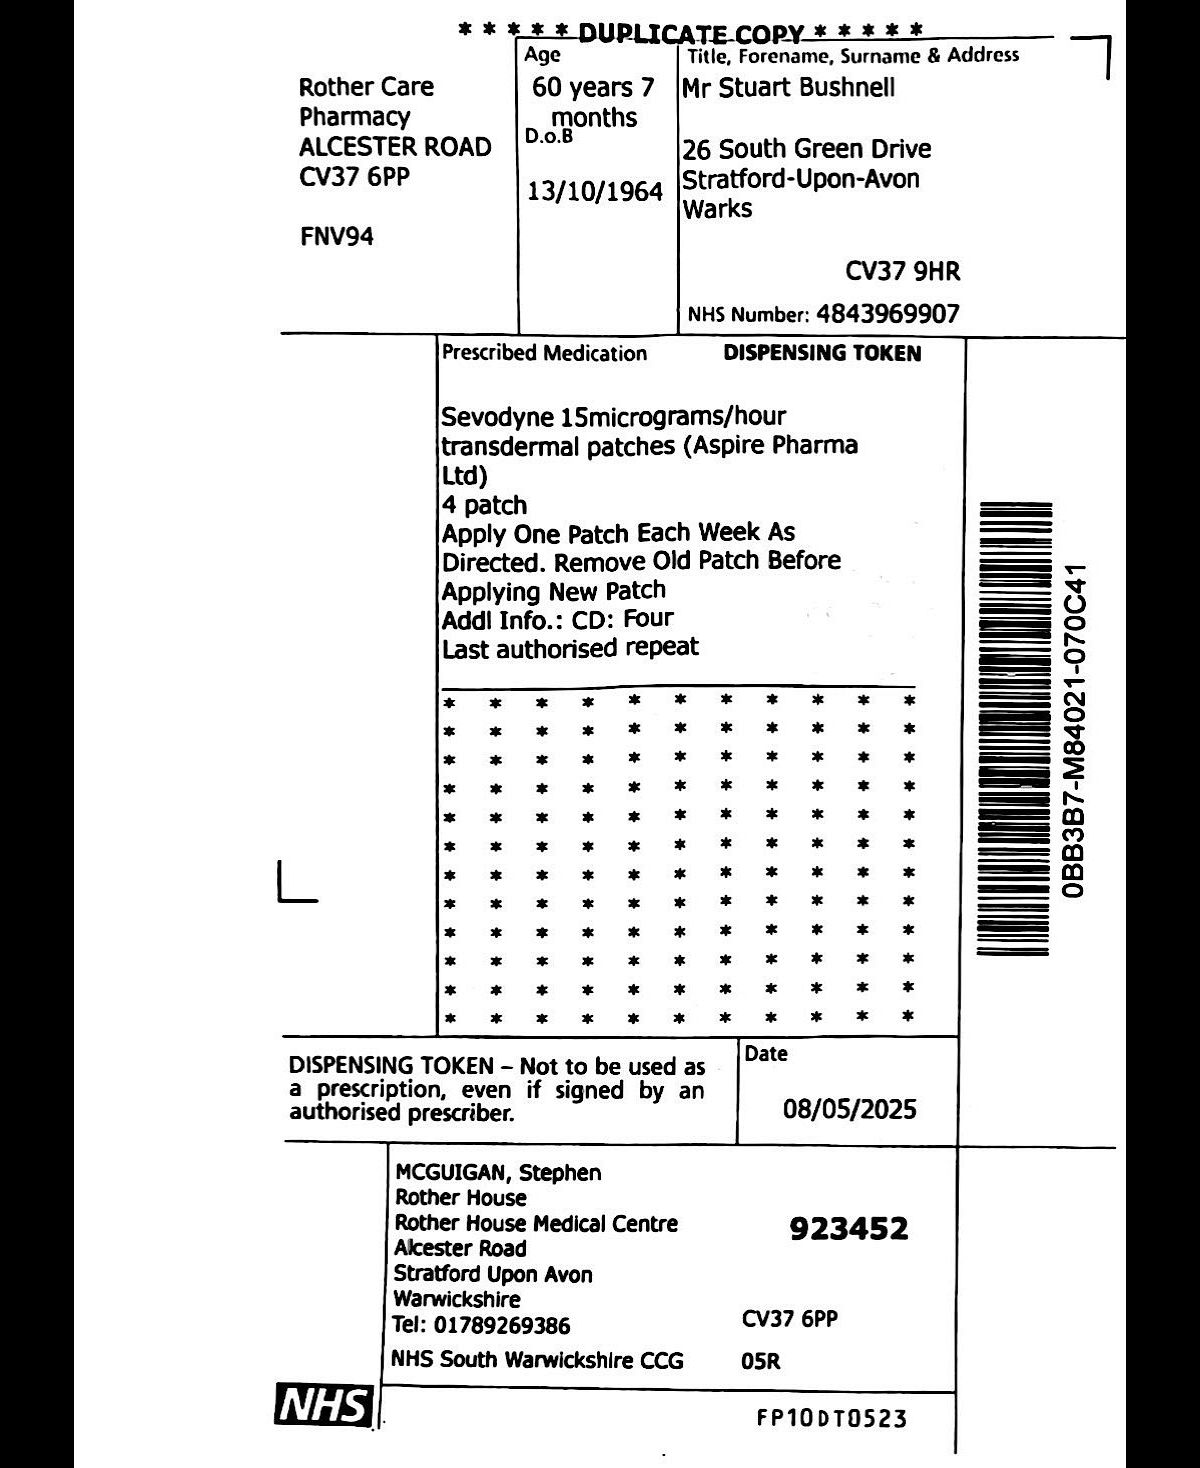 * * * * * DUPLICATE COPY * * * * *
Rother Care
Pharmacy
ALCESTER ROAD
CV37 6PP
FNV94
Age
60 years 7
months
D.o.B
13/10/1964
Title, Forename, Surname & Address
Mr Stuart Bushnell
26 South Green Drive
Stratford-Upon-Avon
Warks
CV37 9HR
NHS Number: 4843969907
Prescribed Medication DISPENSING TOKEN
Sevodyne 15micrograms/hour
transdermal patches (Aspire Pharma
Ltd)
4 patch
Apply One Patch Each Week As
Directed. Remove Old Patch Before
Applying New Patch
Addl Info.: CD: Four
Last authorised repeat
* * * * * * * * * * *
* * * * * * * * * * *
* * * * * * * * * * *
* * * * * * * * * * *
* * * * * * * * * * *
* * * * * * * * * * *
* * * * * * * * * * *
* * * * * * * * * * *
* * * * * * * * * * *
* * * * * * * * * * *
* * * * * * * * * * *
* * * * * * * * * * *
0BB3B7-M84021-070C41
DISPENSING TOKEN – Not to be used as
a prescription, even if signed by an
authorised prescriber.
Date
08/05/2025
MCGUIGAN, Stephen
Rother House
Rother House Medical Centre
Alcester Road
Stratford Upon Avon
Warwickshire
Tel: 01789269386
NHS South Warwickshire CCG
923452
CV37 6PP
05R
NHS
FP10DT0523